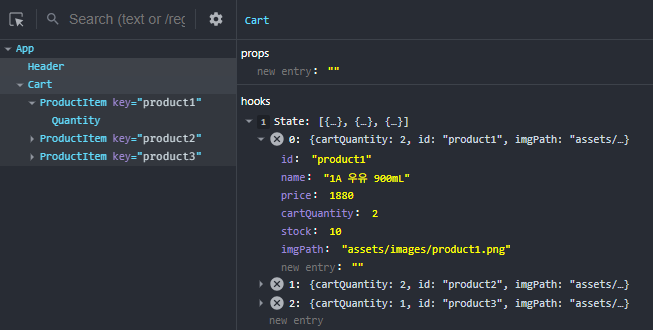 Search (text or /reg
Cart
App
Header
Cart
ProductItem key="product1"
Quantity
ProductItem key="product2"
ProductItem key="product3"
props
new entry: ""
hooks
1 State: [{…}, {…}, {…}]
0: {cartQuantity: 2, id: "product1", imgPath: "assets/…}
id: "product1"
name: "1A 우유 900mL"
price: 1880
cartQuantity: 2
stock: 10
imgPath: "assets/images/product1.png"
new entry: ""
1: {cartQuantity: 2, id: "product2", imgPath: "assets/…}
2: {cartQuantity: 1, id: "product3", imgPath: "assets/…}
new entry